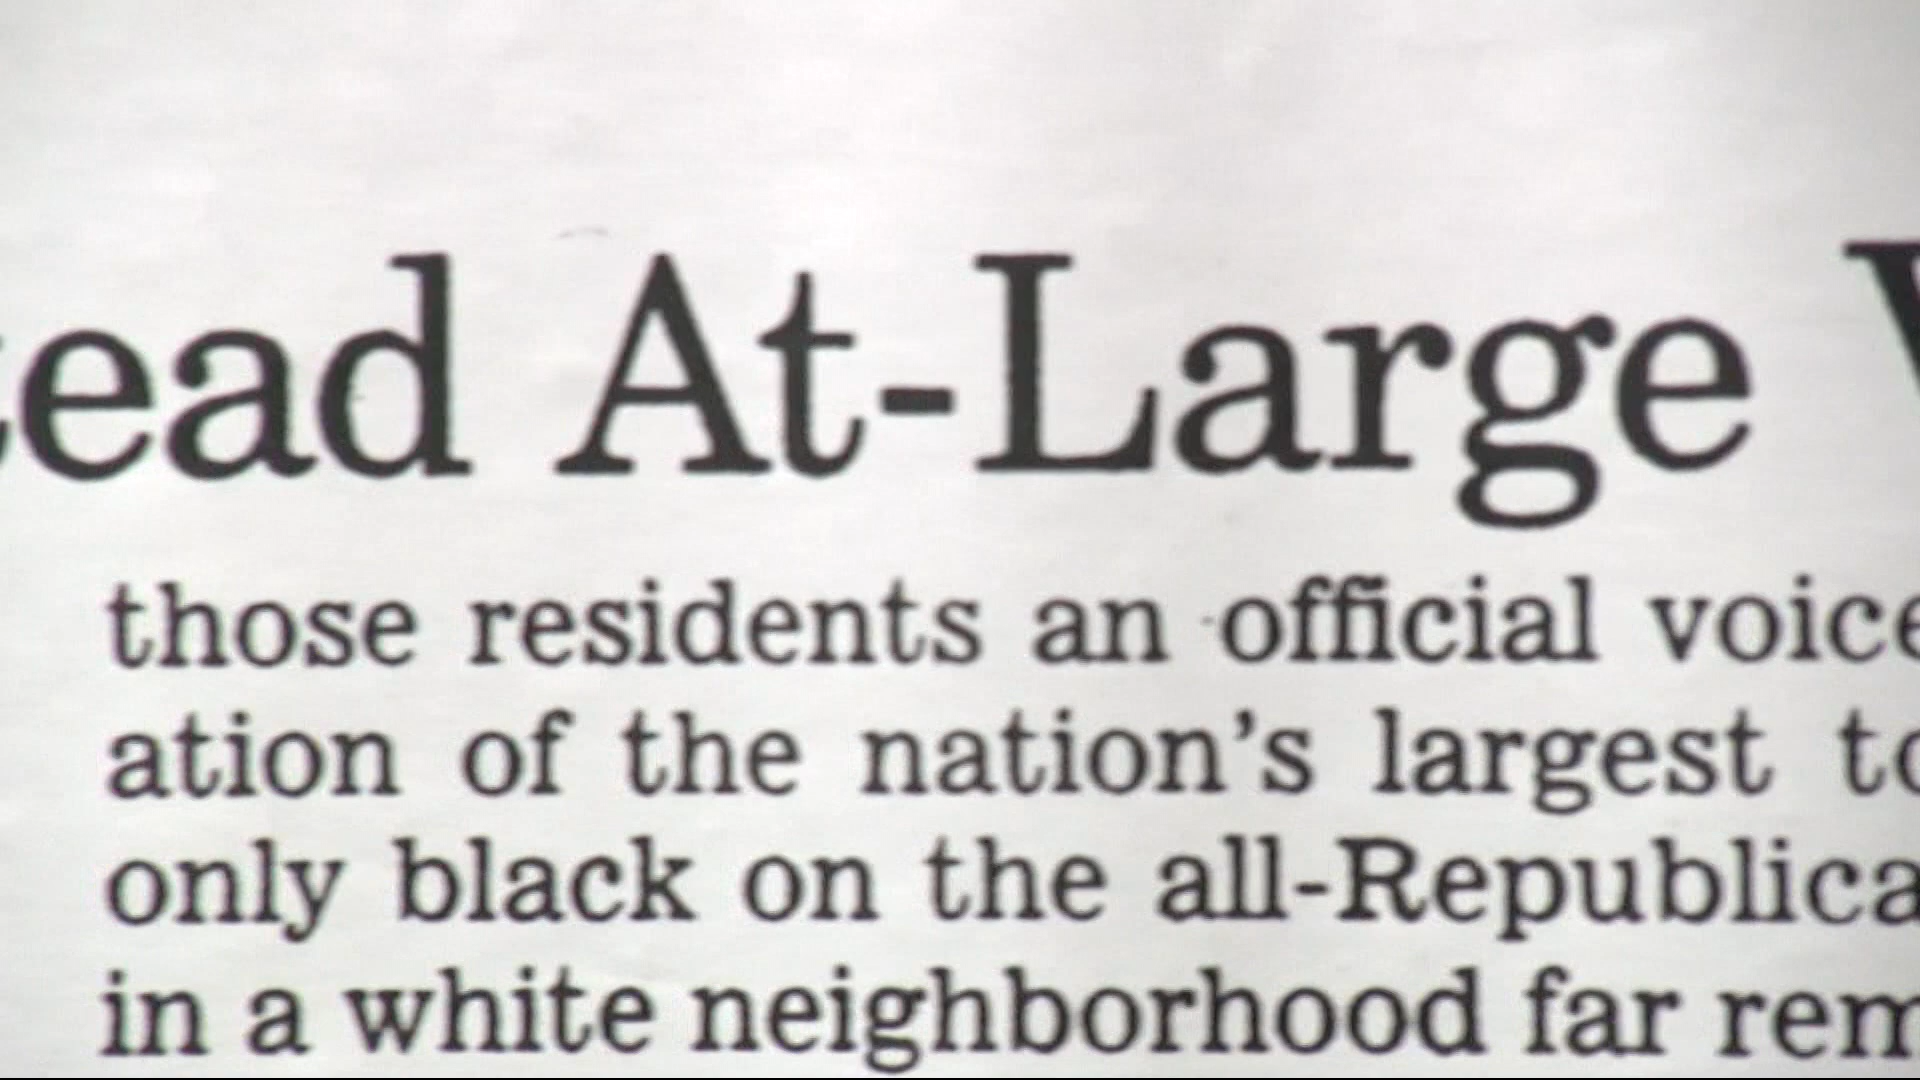 tead At-Large
those residents an official voice
ation of the nation's largest
only black on the all-Republica
in a white neighborhood far rem